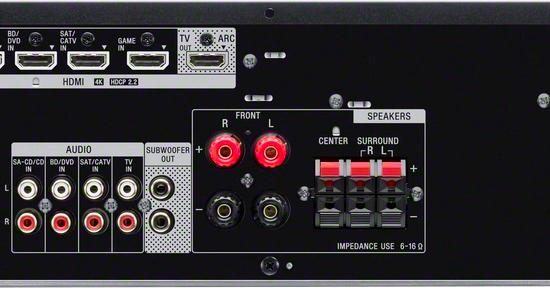 BD/ DVD IN
SAT/ CATV IN
GAME IN
TV OUT ARC
HDMI 4K HDCP 2.2
SPEAKERS
FRONT
R L
CENTER SURROUND
R L
+ +
- -
AUDIO
SUBWOOFER OUT
SA-CD/CD IN
BD/DVD IN
SAT/CATV IN
TV IN
L
R
IMPEDANCE USE 6-16 Ω